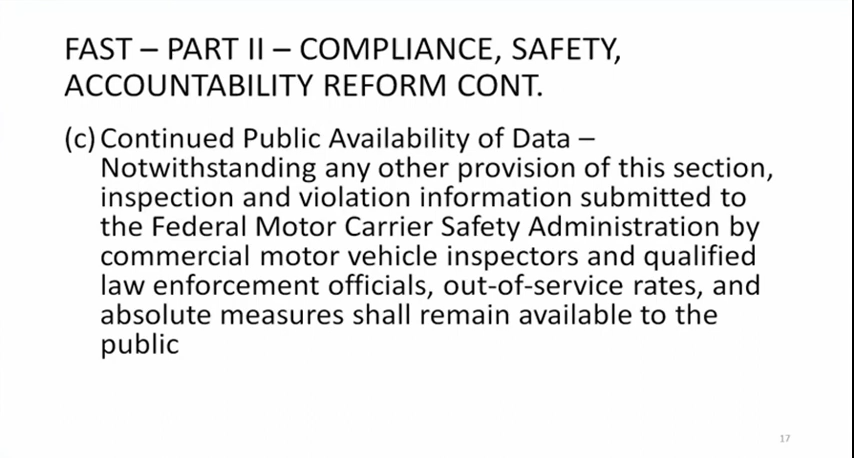 FAST – PART II – COMPLIANCE, SAFETY,
ACCOUNTABILITY REFORM CONT.
(c) Continued Public Availability of Data –
Notwithstanding any other provision of this section,
inspection and violation information submitted to
the Federal Motor Carrier Safety Administration by
commercial motor vehicle inspectors and qualified
law enforcement officials, out-of-service rates, and
absolute measures shall remain available to the
public
17